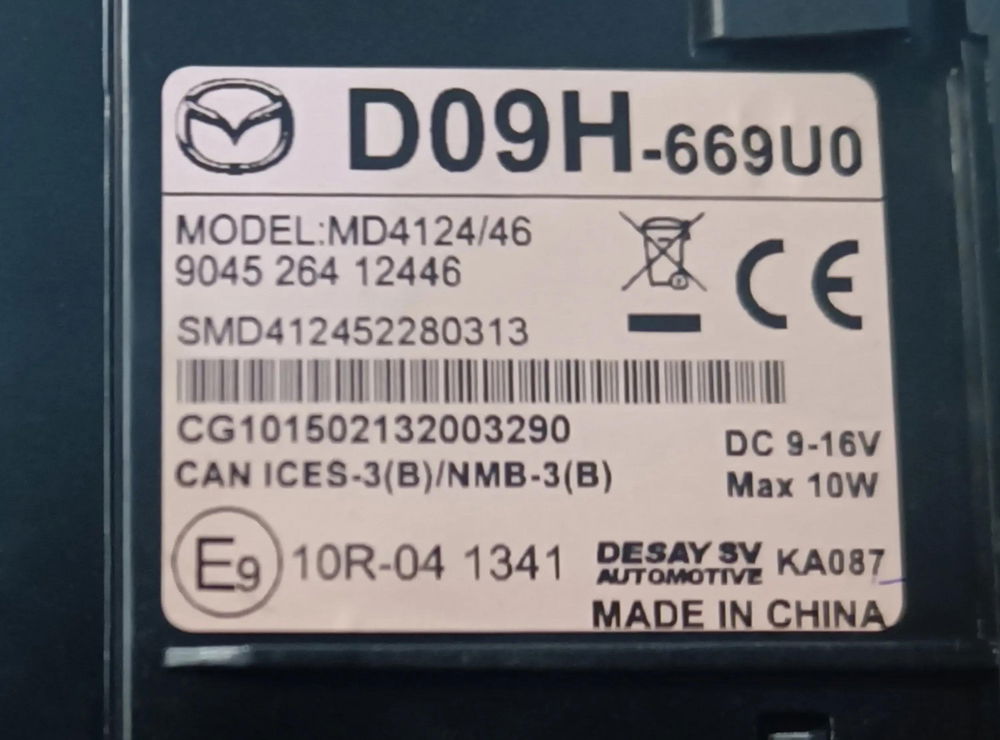 D09H-669U0
MODEL:MD4124/46
9045 264 12446
SMD412452280313
CG101502132003290
CAN ICES-3(B)/NMB-3(B)
DC 9-16V
Max 10W
E9 10R-04 1341
DESAY SV
AUTOMOTIVE
KA087
MADE IN CHINA
CE